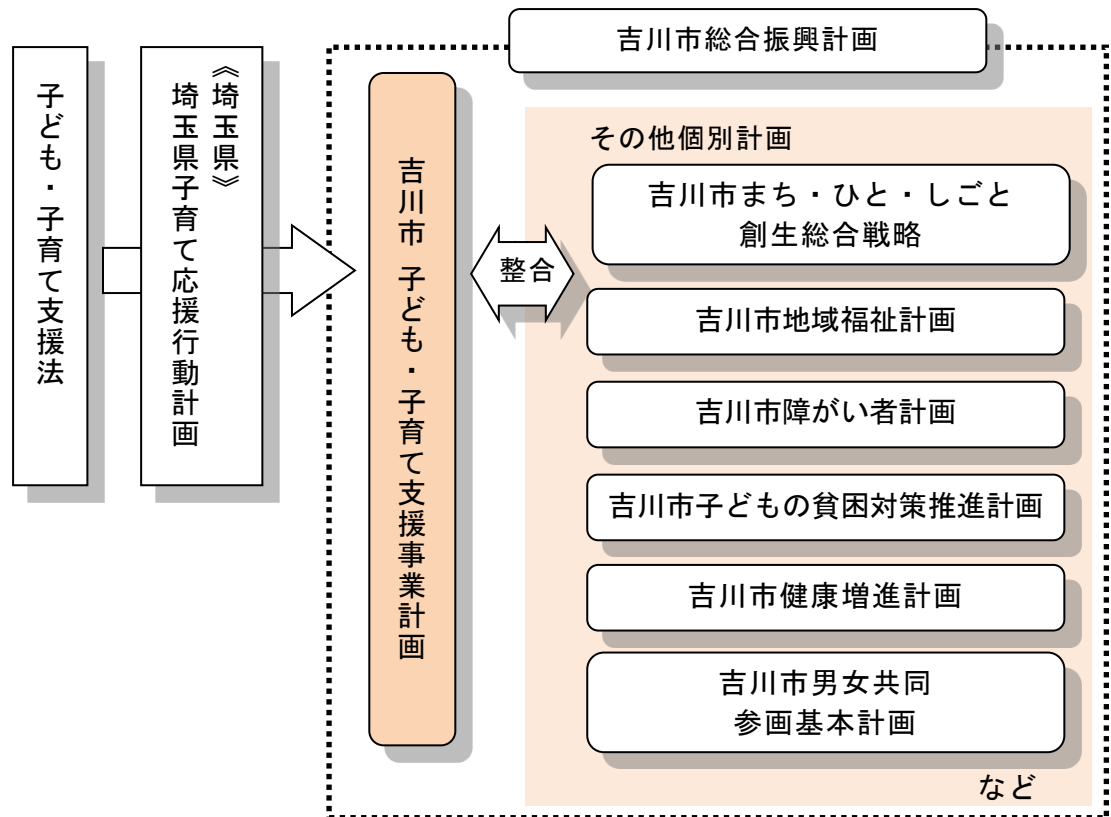 吉川市総合振興計画
子ども・子育て支援法
《埼玉県》
埼玉県子育て応援行動計画
吉川市 子ども・子育て支援事業計画
整合
その他個別計画
吉川市まち・ひと・しごと
創生総合戦略
吉川市地域福祉計画
吉川市障がい者計画
吉川市子どもの貧困対策推進計画
吉川市健康増進計画
吉川市男女共同
参画基本計画
など